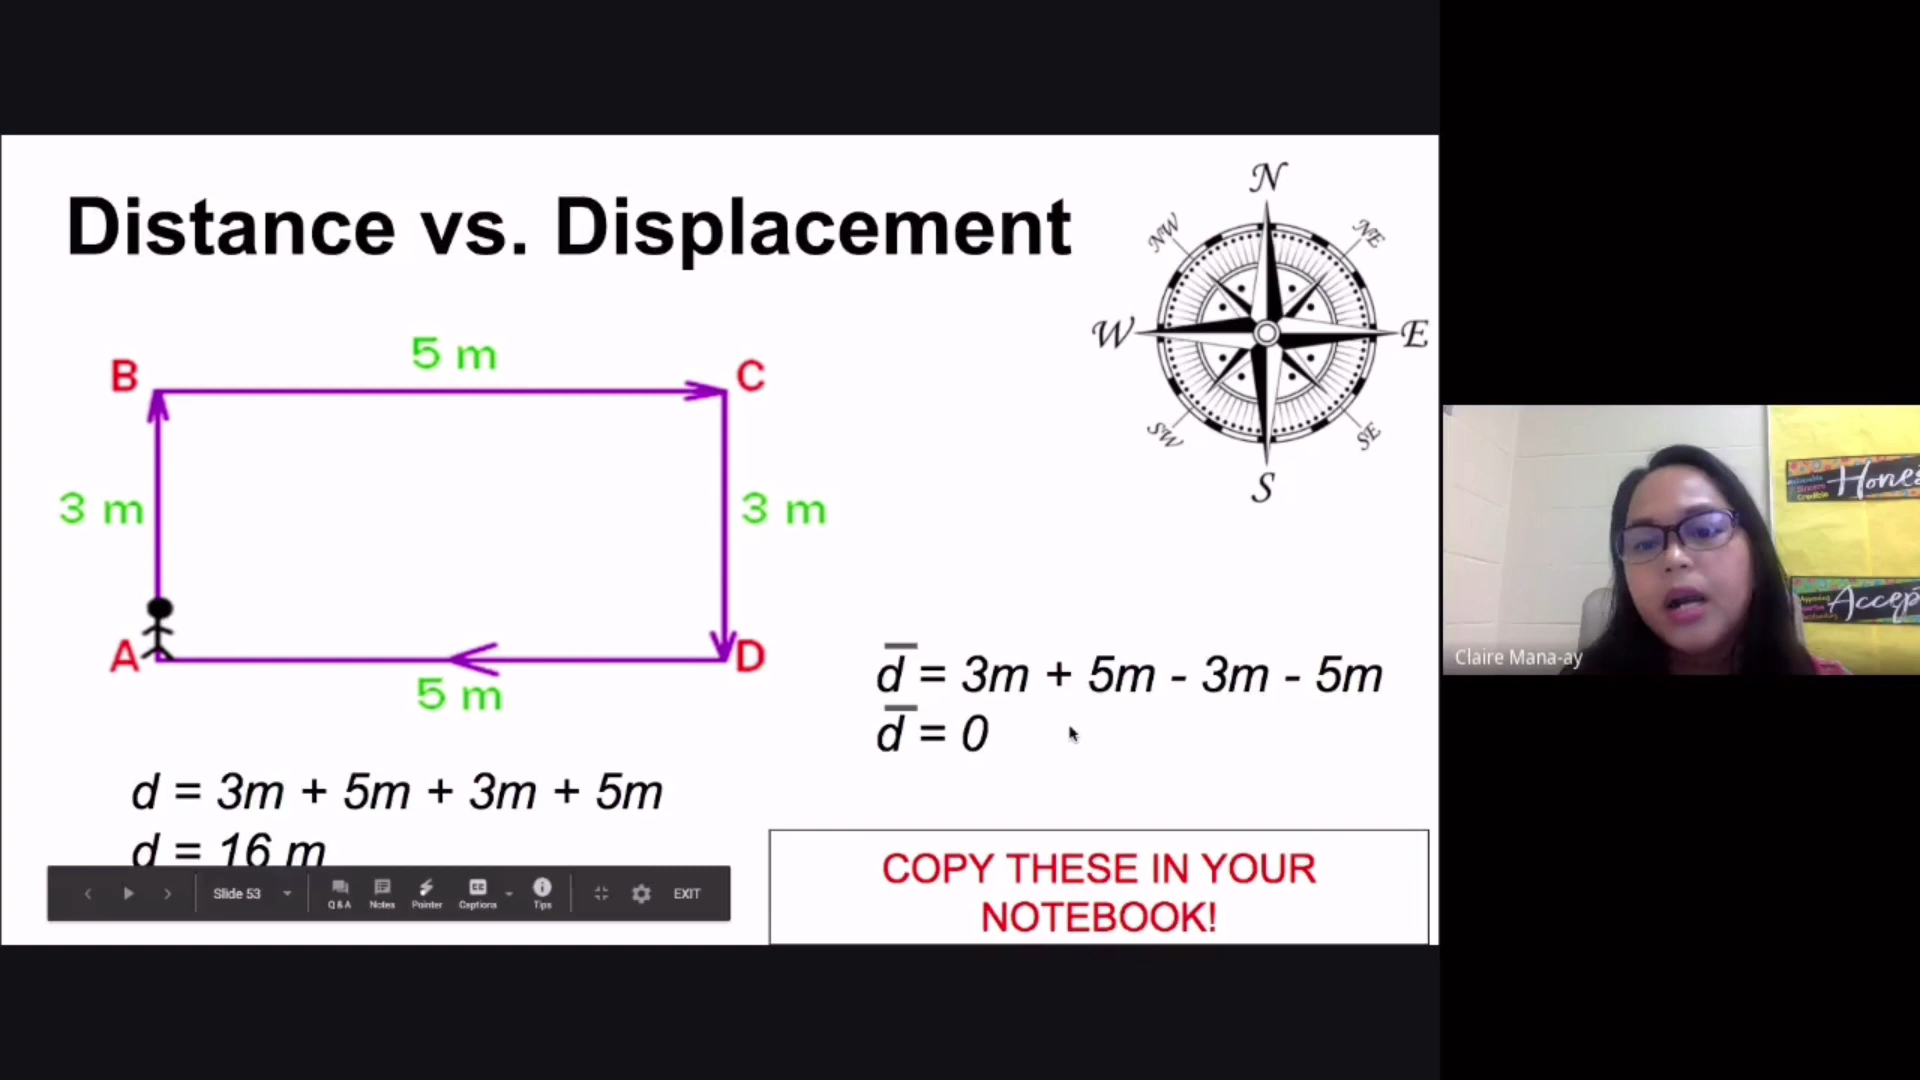 Distance vs. Displacement
N
NW
NE
W
E
SW
SE
S
B
5 m
C
3 m
3 m
A
D
5 m
d = 3m + 5m - 3m - 5m
d = 0
d = 3m + 5m + 3m + 5m
d = 16 m
COPY THESE IN YOUR
NOTEBOOK!
Slide 53
Q & A
Notes
Pointer
CC
Captions
Tips
EXIT
Claire Mana-ay
Hones
Sincere
Accep